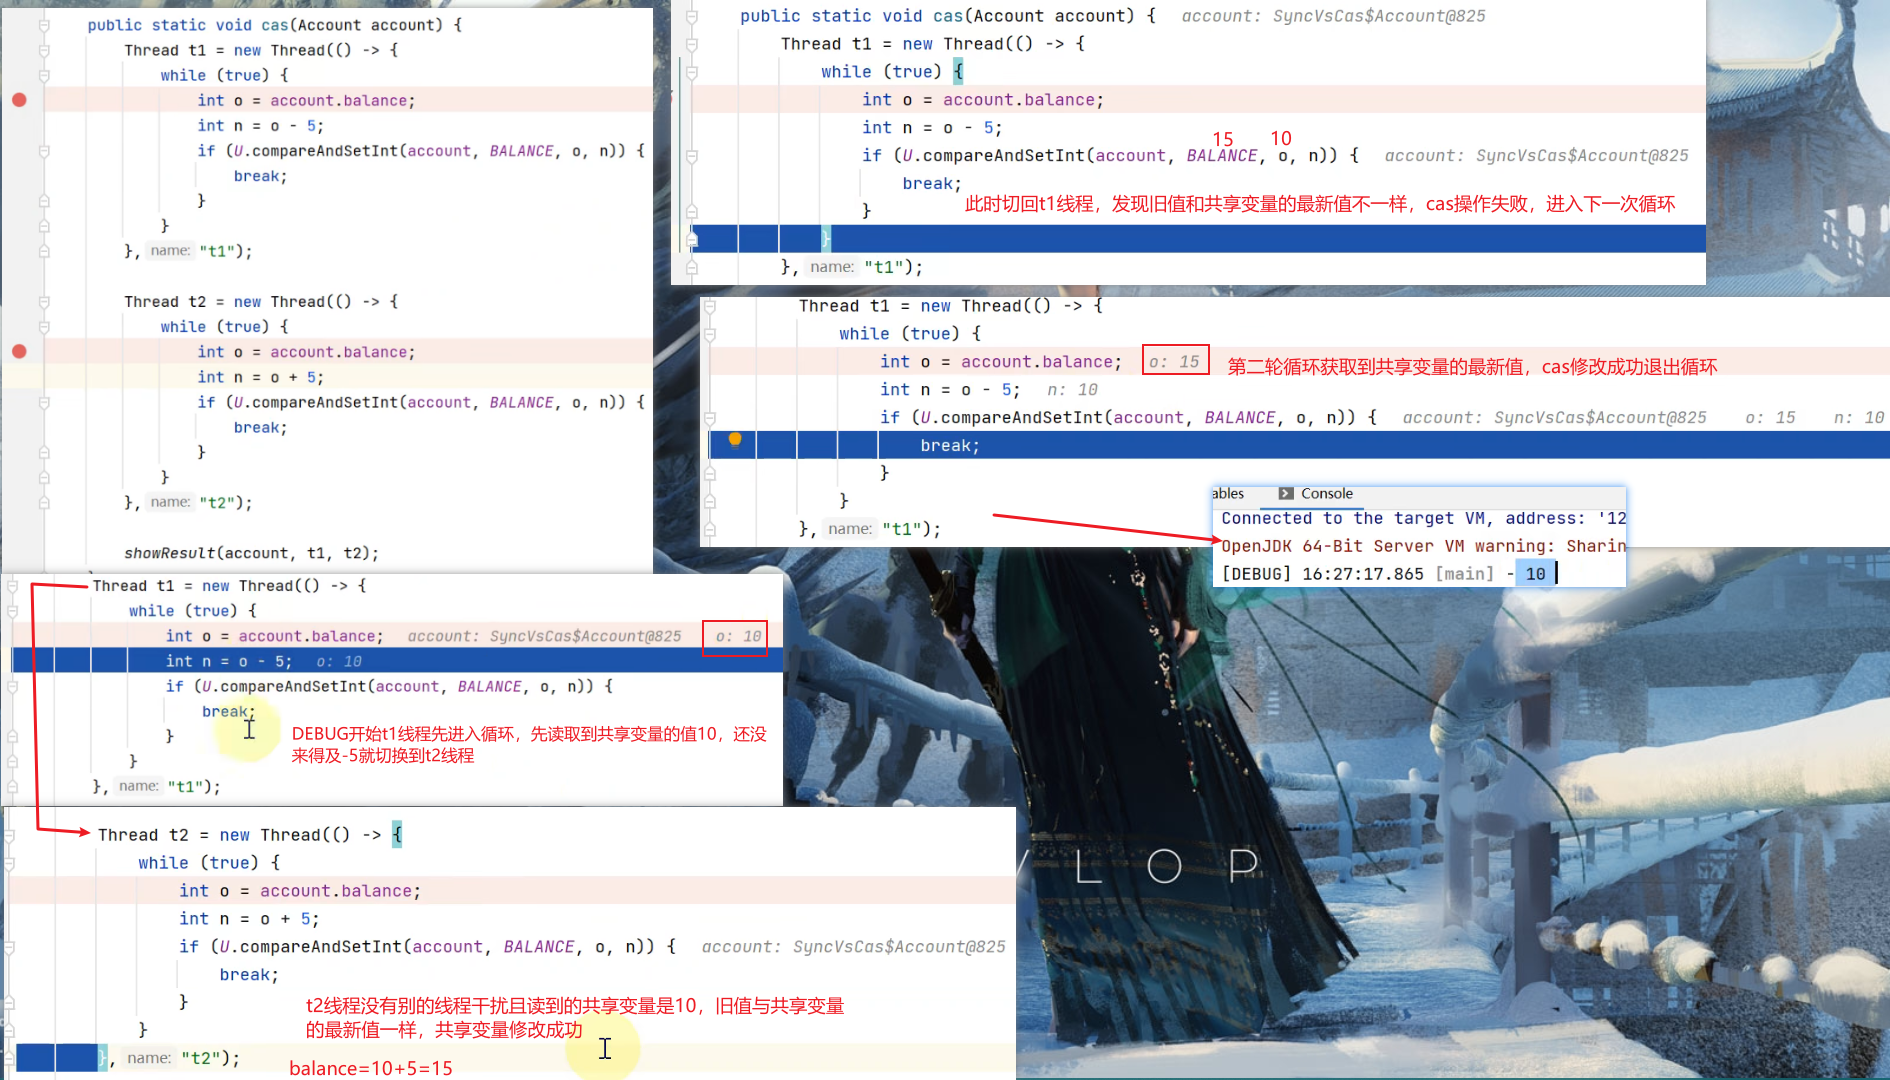 public static void cas(Account account) {
Thread t1 = new Thread(() -> {
while (true) {
int o = account.balance;
int n = o - 5;
if (U.compareAndSetInt(account, BALANCE, o, n)) {
break;
}
}
}, name: "t1");
Thread t2 = new Thread(() -> {
while (true) {
int o = account.balance;
int n = o + 5;
if (U.compareAndSetInt(account, BALANCE, o, n)) {
break;
}
}
}, name: "t2");
showResult(account, t1, t2);
Thread t1 = new Thread(() -> {
while (true) {
int o = account.balance; account: SyncVsCas$Account@825 o: 10
int n = o - 5; o: 10
if (U.compareAndSetInt(account, BALANCE, o, n)) {
break;
}
DEBUG开始t1线程先进入循环，先读取到共享变量的值10，还没
来得及-5就切换到t2线程
}
}, name: "t1");
Thread t2 = new Thread(() -> {
while (true) {
int o = account.balance;
int n = o + 5;
if (U.compareAndSetInt(account, BALANCE, o, n)) { account: SyncVsCas$Account@825
break;
}
t2线程没有别的线程干扰且读到的共享变量是10，旧值与共享变量
的最新值一样，共享变量修改成功
}
}, name: "t2");
balance=10+5=15
public static void cas(Account account) { account: SyncVsCas$Account@825
Thread t1 = new Thread(() -> {
while (true) {
int o = account.balance;
int n = o - 5;
15 10
if (U.compareAndSetInt(account, BALANCE, o, n)) { account: SyncVsCas$Account@825
break;
此时切回t1线程，发现旧值和共享变量的最新值不一样，cas操作失败，进入下一次循环
}
}
}, name: "t1");
Thread t1 = new Thread(() -> {
while (true) {
int o = account.balance; o: 15
第二轮循环获取到共享变量的最新值，cas修改成功退出循环
int n = o - 5; n: 10
if (U.compareAndSetInt(account, BALANCE, o, n)) { account: SyncVsCas$Account@825 o: 15 n: 10
break;
}
}
}, name: "t1");
ables Console
Connected to the target VM, address: '12
OpenJDK 64-Bit Server VM warning: Sharin
[DEBUG] 16:27:17.865 [main] - 10
L O P